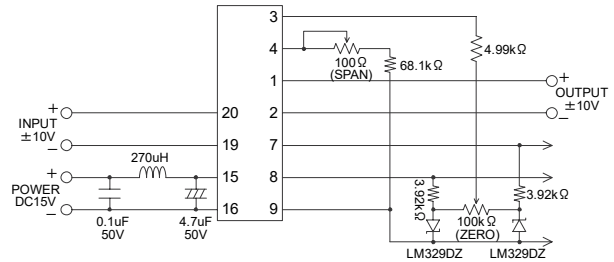 3
4
100Ω
(SPAN)
68.1kΩ
4.99kΩ
1
+
OUTPUT
±10V
2
−
+
INPUT
±10V
−
20
19
7
270uH
+
POWER
DC15V
−
15
8
16
9
0.1uF
50V
4.7uF
50V
3.92kΩ
100kΩ
(ZERO)
3.92kΩ
LM329DZ
LM329DZ